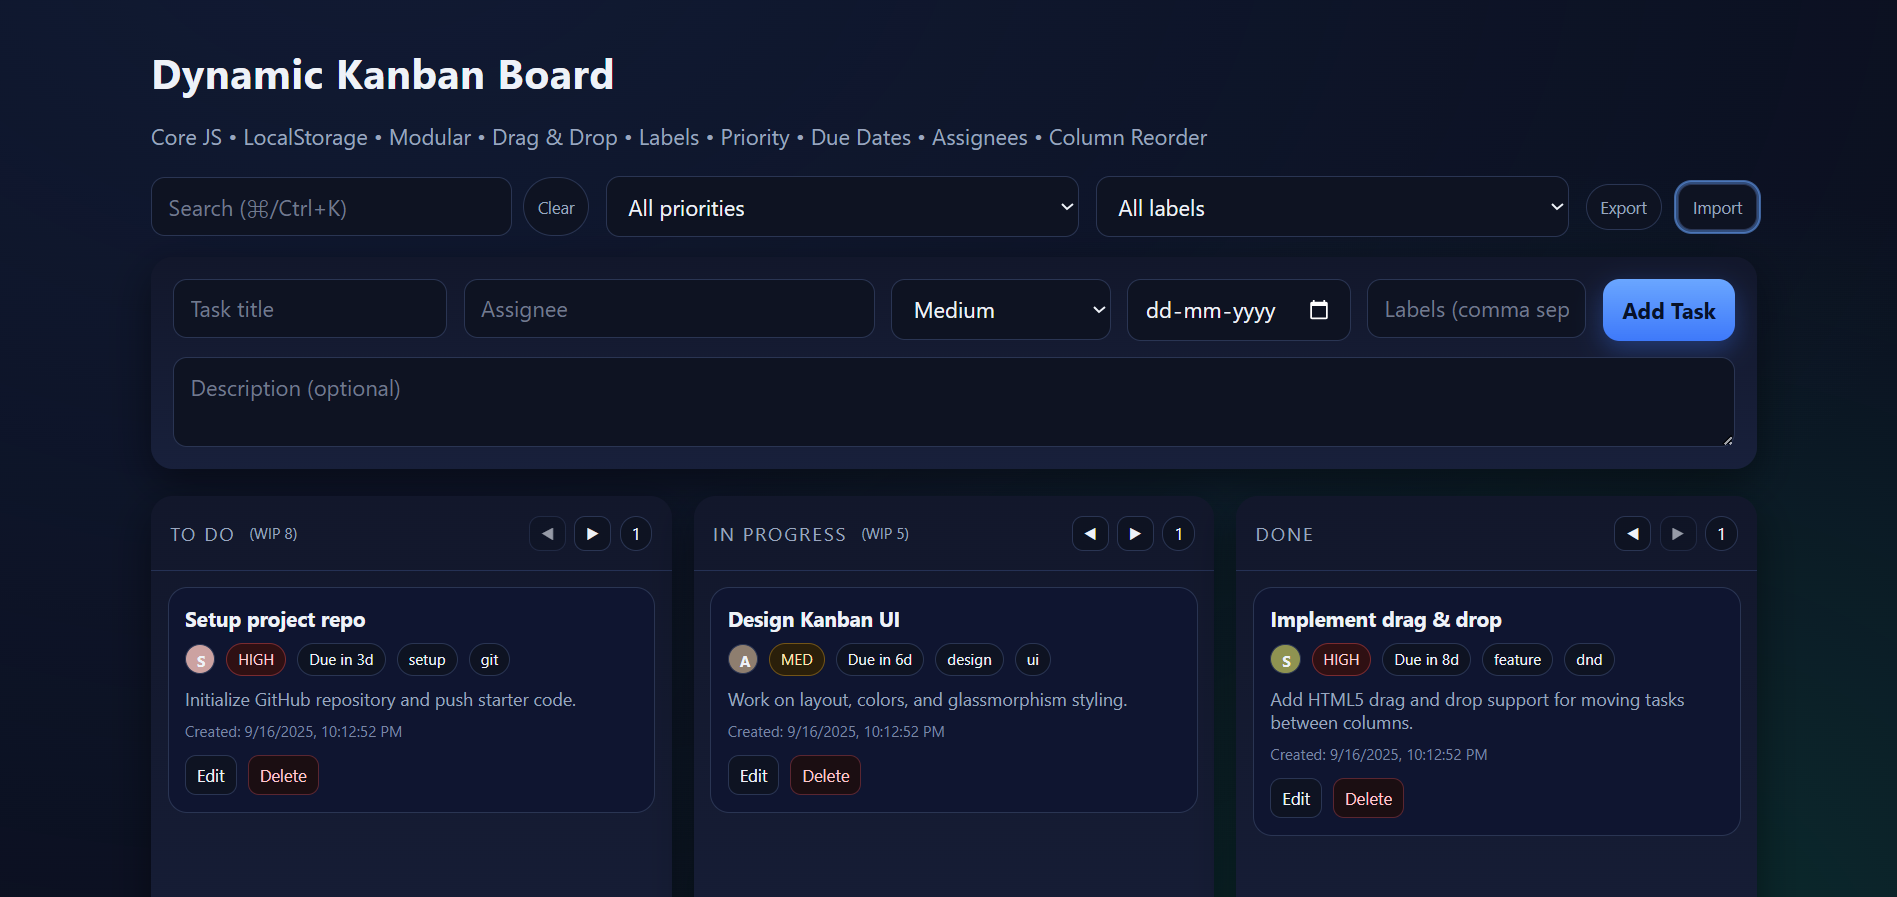 Dynamic Kanban Board
Core JS • LocalStorage • Modular • Drag & Drop • Labels • Priority • Due Dates • Assignees • Column Reorder
Search (⌘/Ctrl+K) Clear All priorities All labels Export Import
Task title Assignee Medium dd-mm-yyyy Labels (comma sep Add Task
Description (optional)
TO DO (WIP 8) ◀ ▶ 1
Setup project repo
S HIGH Due in 3d setup git
Initialize GitHub repository and push starter code.
Created: 9/16/2025, 10:12:52 PM
Edit Delete
IN PROGRESS (WIP 5) ◀ ▶ 1
Design Kanban UI
A MED Due in 6d design ui
Work on layout, colors, and glassmorphism styling.
Created: 9/16/2025, 10:12:52 PM
Edit Delete
DONE ◀ ▶ 1
Implement drag & drop
S HIGH Due in 8d feature dnd
Add HTML5 drag and drop support for moving tasks
between columns.
Created: 9/16/2025, 10:12:52 PM
Edit Delete